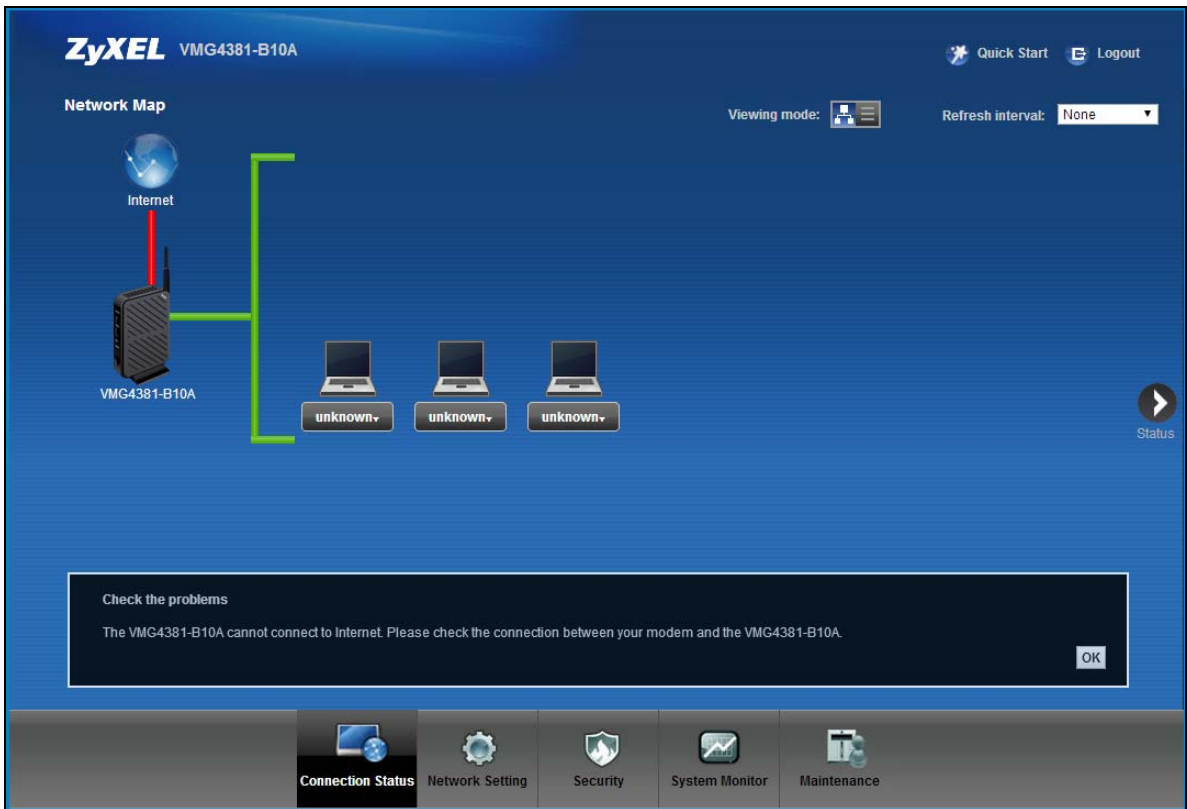 ZyXEL VMG4381-B10A
Quick Start Logout
Network Map
Viewing mode: Refresh interval: None
Internet
VMG4381-B10A
unknown unknown unknown
Status
Check the problems
The VMG4381-B10A cannot connect to Internet. Please check the connection between your modem and the VMG4381-B10A.
OK
Connection Status Network Setting Security System Monitor Maintenance